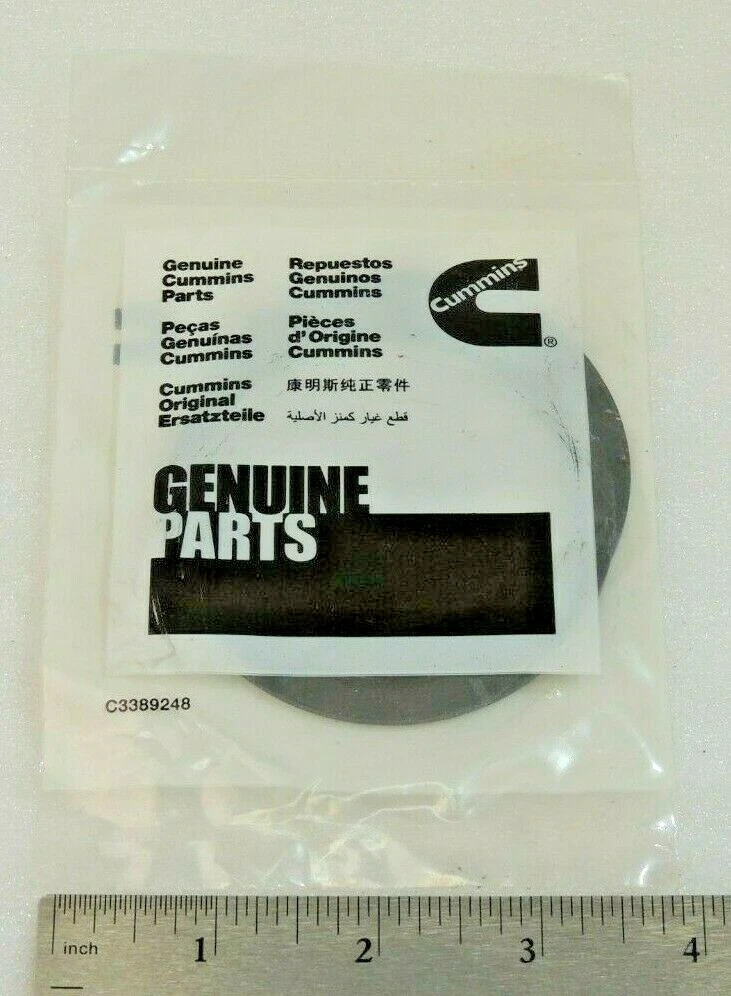 Genuine
Cummins
Parts
Repuestos
Genuinos
Cummins
Cummins
®
Peças
Genuínas
Cummins
Pièces
d'Origine
Cummins
Cummins
Original
Ersatzteile
康明斯纯正零件
قطع غيار كمنز الأصلية
GENUINE
PARTS
C3389248
inch
1
2
3
4